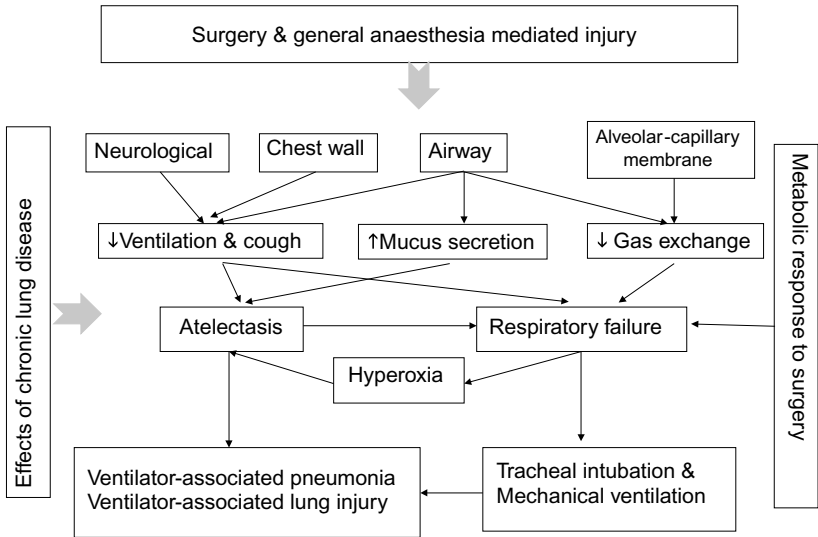 Surgery & general anaesthesia mediated injury
Neurological
Chest wall
Airway
Alveolar-capillary
membrane
Effects of chronic lung disease
Metabolic response to surgery
↓Ventilation & cough
↑Mucus secretion
↓ Gas exchange
Atelectasis
Respiratory failure
Hyperoxia
Ventilator-associated pneumonia
Ventilator-associated lung injury
Tracheal intubation &
Mechanical ventilation